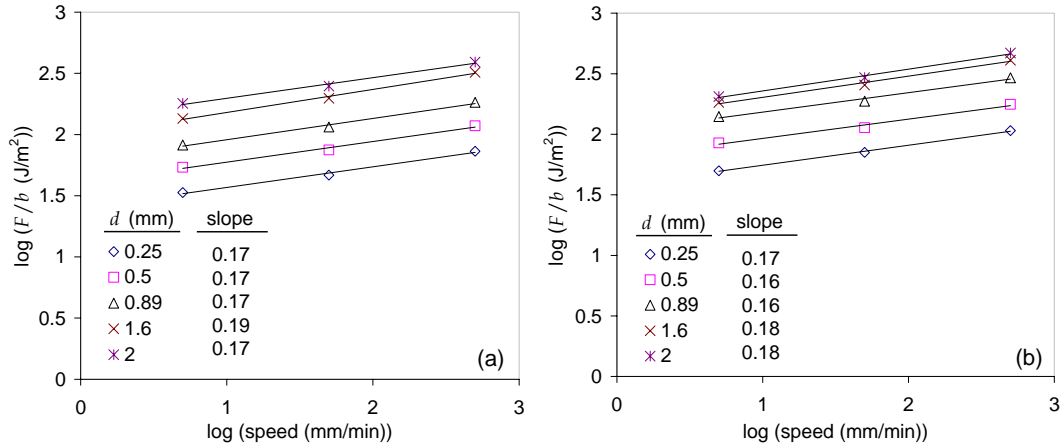 3
2.5
2
1.5
1
0.5
0
0 1 2 3
log (F/b (J/m²))
log (speed (mm/min))
d (mm) slope
0.25 0.17
0.5 0.17
0.89 0.17
1.6 0.19
2 0.17
(a)
3
2.5
2
1.5
1
0.5
0
0 1 2 3
log (F/b (J/m²))
log (speed (mm/min))
d (mm) slope
0.25 0.17
0.5 0.16
0.89 0.16
1.6 0.18
2 0.18
(b)